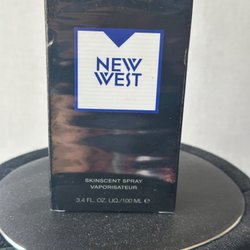 NEW
WEST
SKINSCENT SPRAY
VAPORISATEUR
3.4 FL. OZ. LIQ./100 ML e